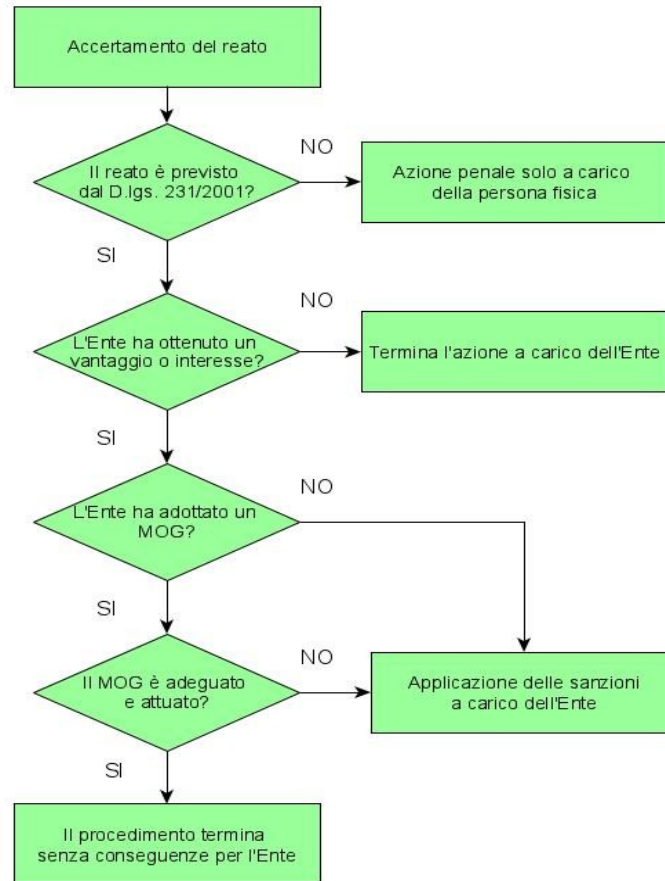 Accertamento del reato
NO
Il reato è previsto
dal D.lgs. 231/2001?
Azione penale solo a carico
della persona fisica
SI
NO
L'Ente ha ottenuto un
vantaggio o interesse?
Termina l'azione a carico dell'Ente
SI
NO
L'Ente ha adottato un
MOG?
SI
NO
Il MOG è adeguato
e attuato?
Applicazione delle sanzioni
a carico dell'Ente
SI
Il procedimento termina
senza conseguenze per l'Ente